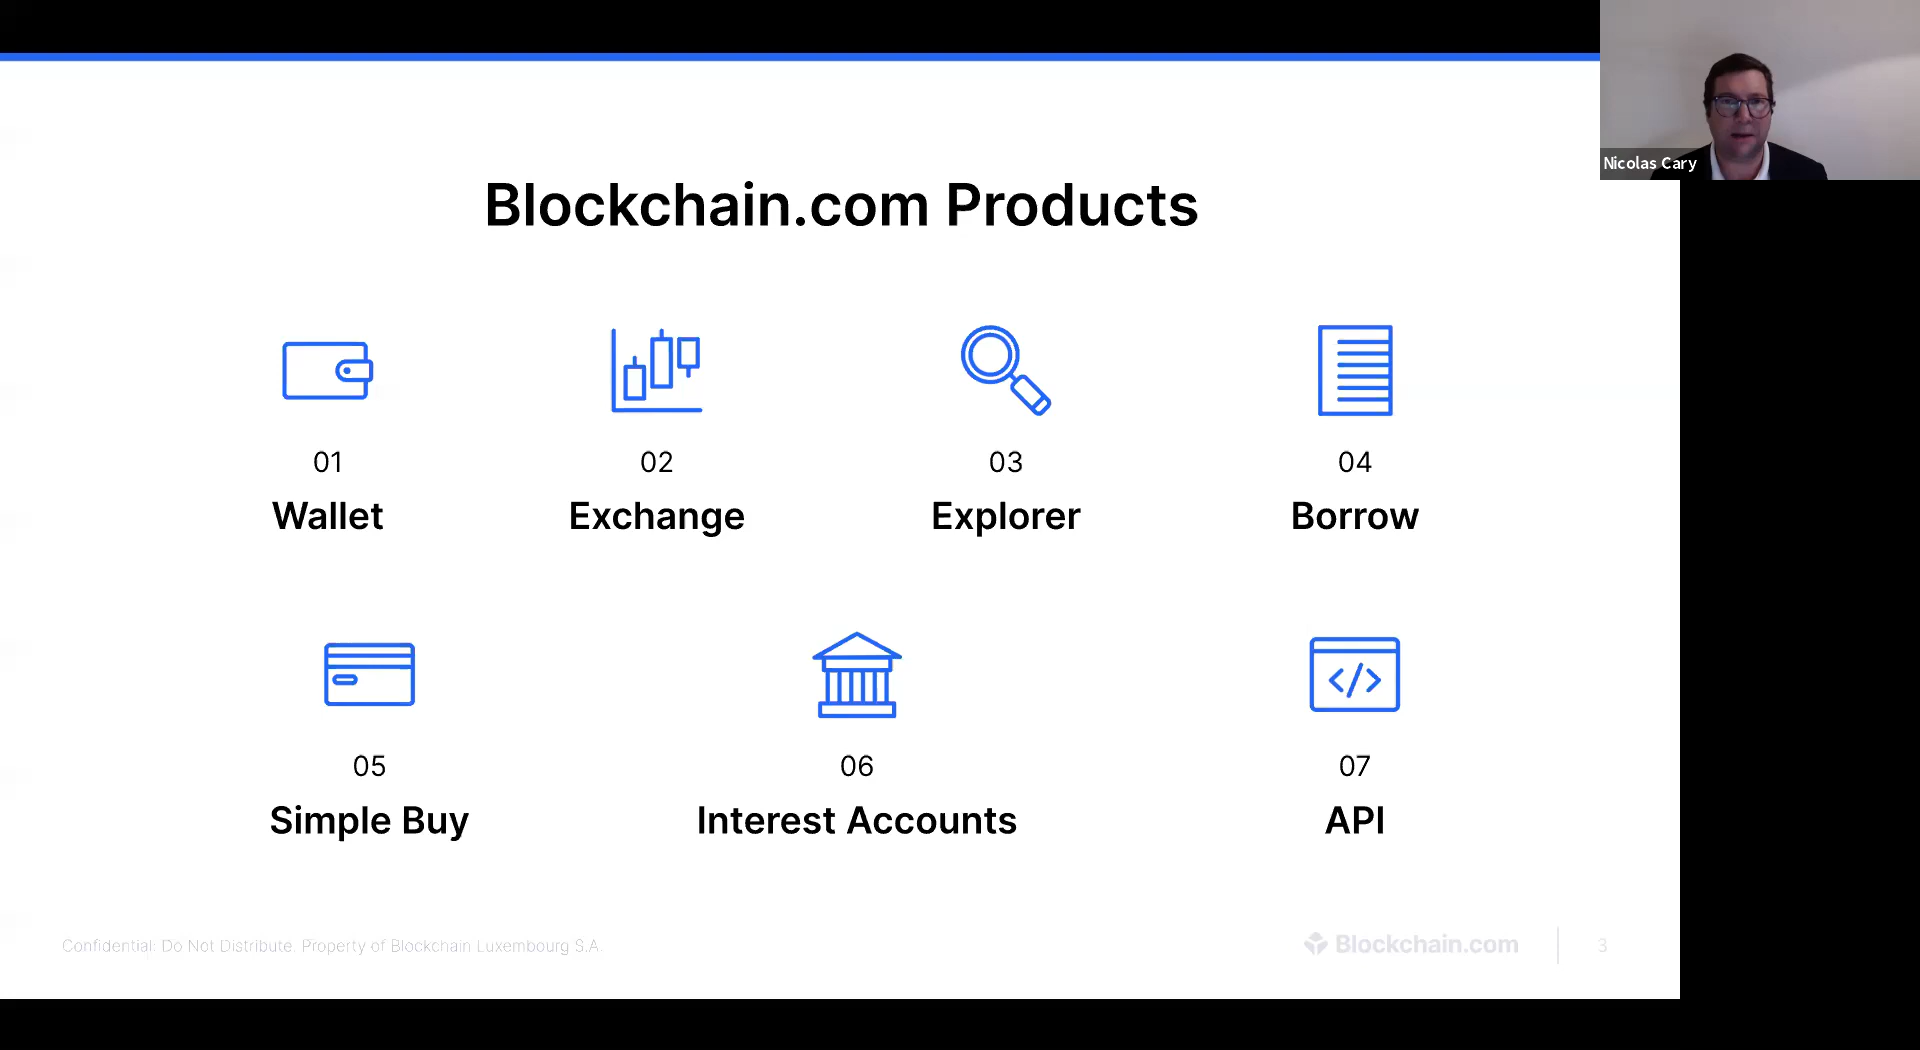 Nicolas Cary
Blockchain.com Products
01
Wallet
02
Exchange
03
Explorer
04
Borrow
05
Simple Buy
06
Interest Accounts
07
</>
API
Confidential: Do Not Distribute. Property of Blockchain Luxembourg S.A.
Blockchain.com
3